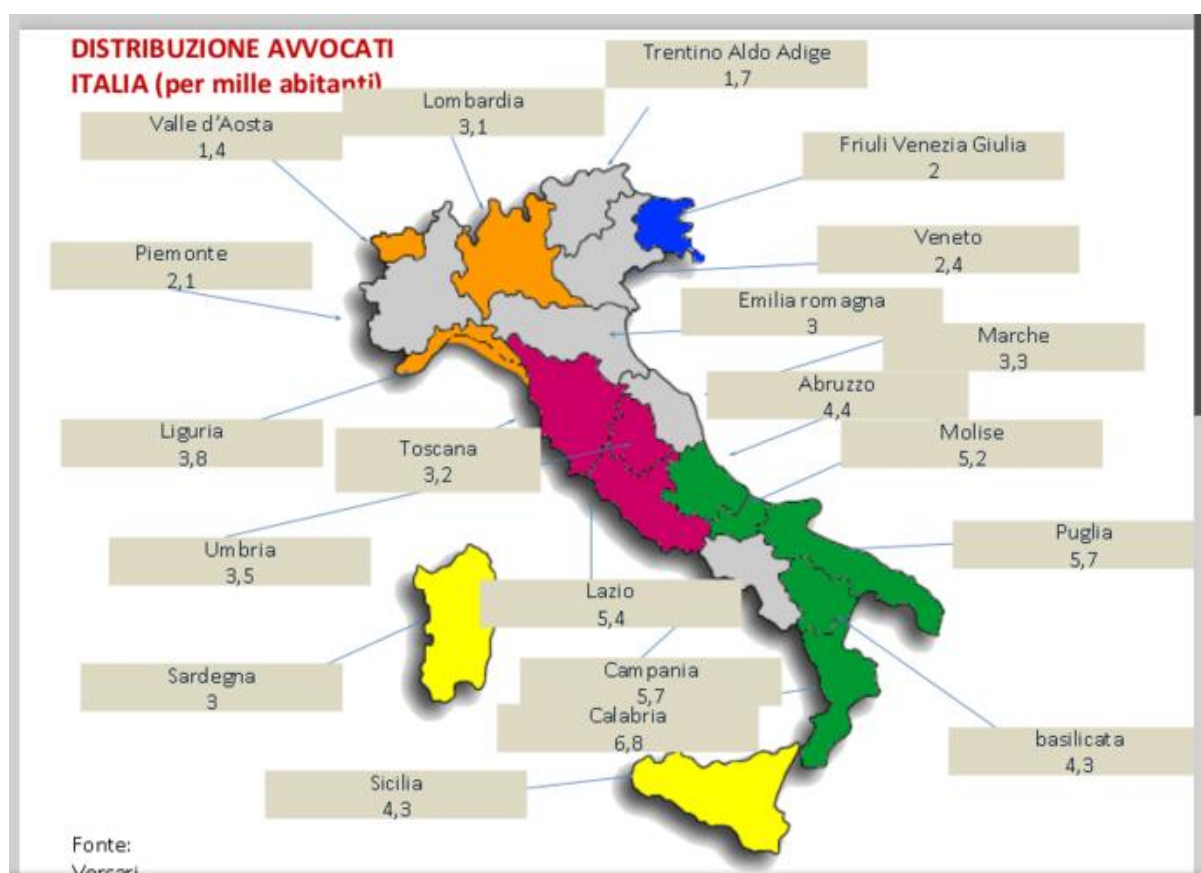 DISTRIBUZIONE AVVOCATI
ITALIA (per mille abitanti)
Trentino Aldo Adige
1,7
Lombardia
3,1
Valle d'Aosta
1,4
Friuli Venezia Giulia
2
Piemonte
2,1
Veneto
2,4
Emilia romagna
3
Marche
3,3
Abruzzo
4,4
Liguria
3,8
Toscana
3,2
Molise
5,2
Umbria
3,5
Puglia
5,7
Lazio
5,4
Sardegna
3
Campania
5,7
Calabria
6,8
basilicata
4,3
Sicilia
4,3
Fonte:
Versari